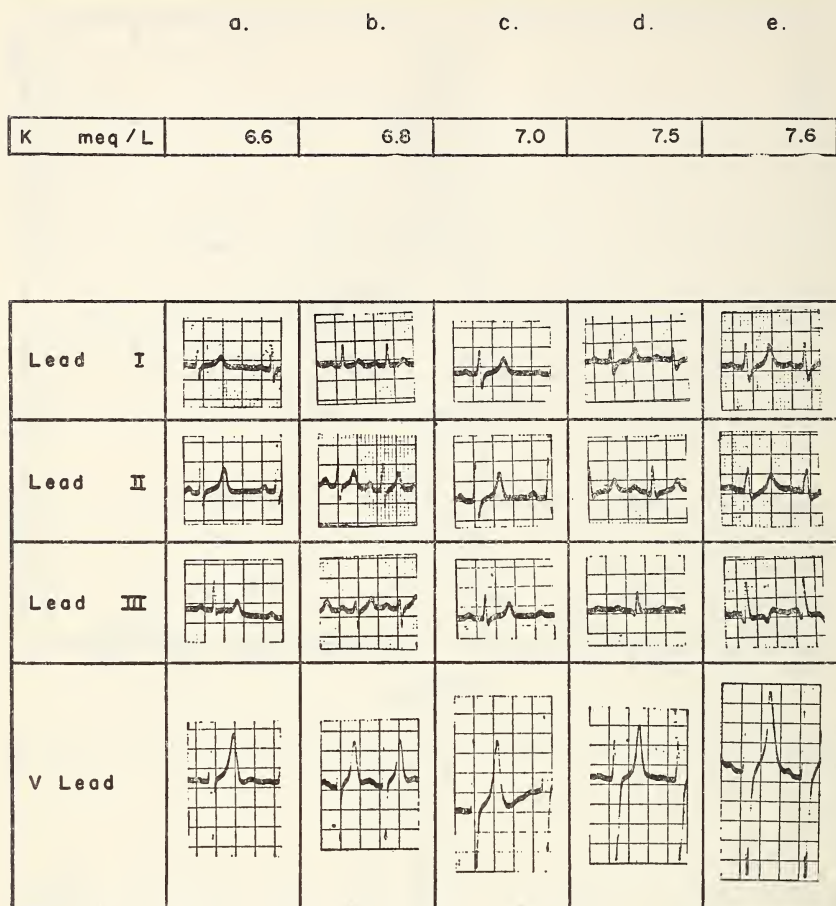 a. b. c. d. e.
K meq/L 6.6 6.8 7.0 7.5 7.6
Lead I
Lead II
Lead III
V Lead